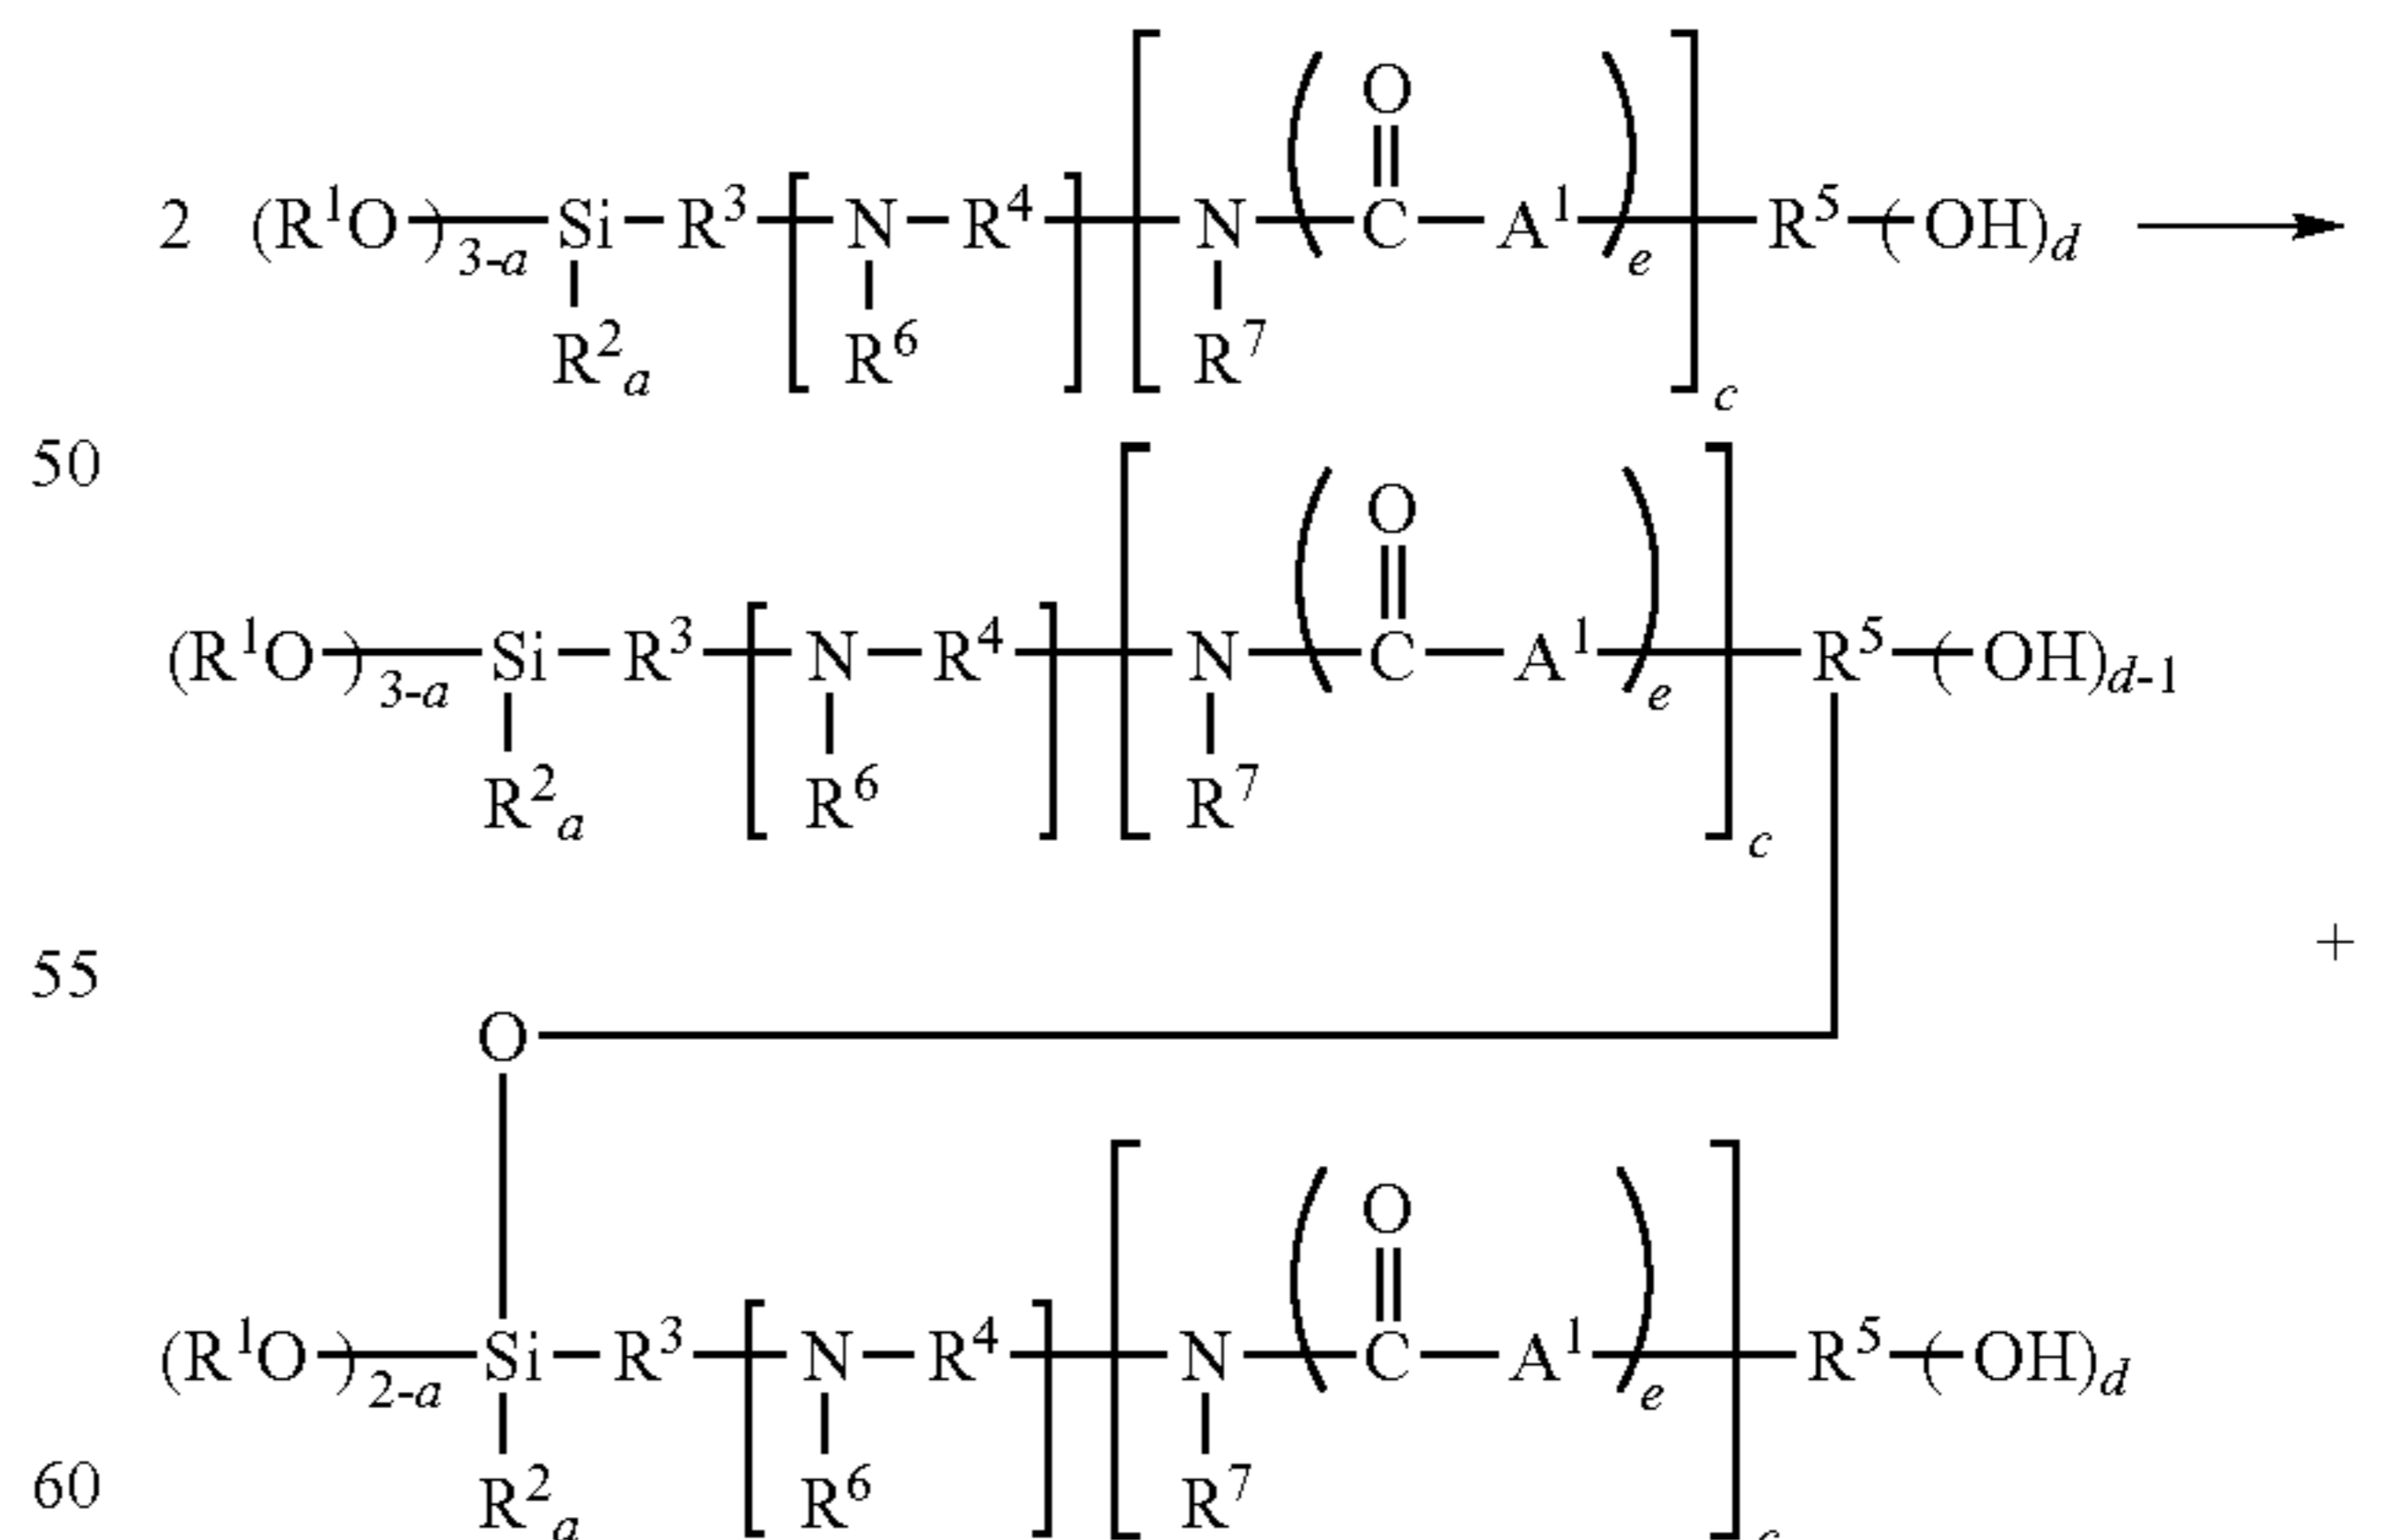 2 (R¹O)3-a—Si—R³—[N—R⁴]—[N—(C—A¹)e]c—R⁵—(OH)d ⟶
O
R²a R⁶ R⁷
50
O
(R¹O)3-a—Si—R³—[N—R⁴]—[N—(C—A¹)e]c—R⁵—(OH)d-1
R²a R⁶ R⁷
55 +
O
O
(R¹O)2-a—Si—R³—[N—R⁴]—[N—(C—A¹)e]c—R⁵—(OH)d
60 R²a R⁶ R⁷